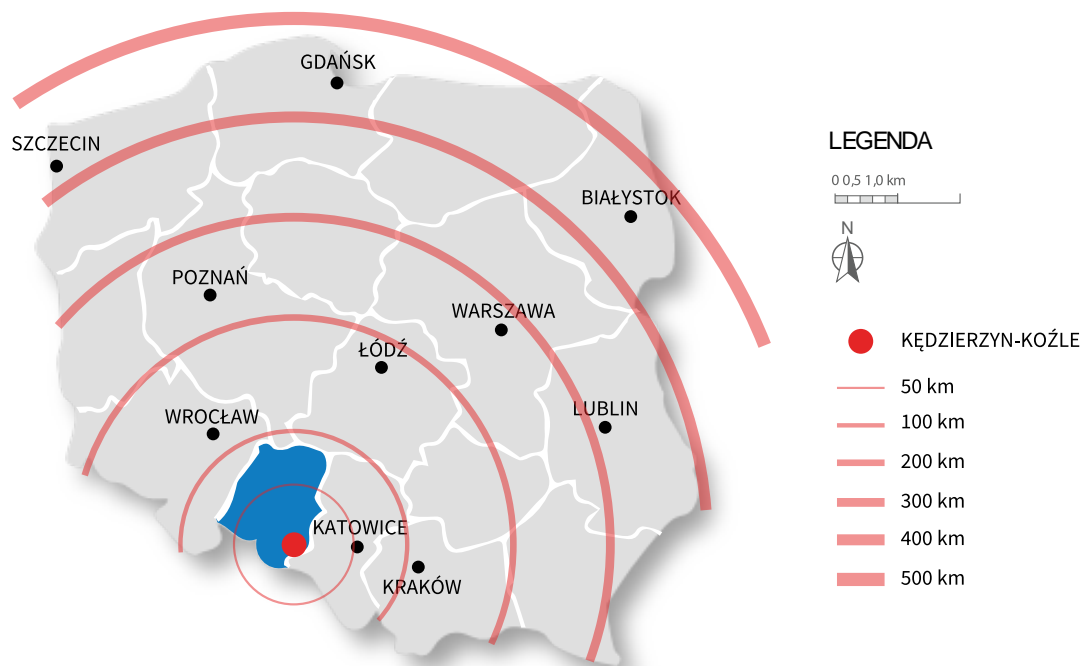 GDAŃSK
SZCZECIN
BIAŁYSTOK
POZNAŃ
WARSZAWA
ŁÓDŹ
WROCŁAW
LUBLIN
KATOWICE
KRAKÓW
LEGENDA
0 0,5 1,0 km
N
KĘDZIERZYN-KOŹLE
50 km
100 km
200 km
300 km
400 km
500 km